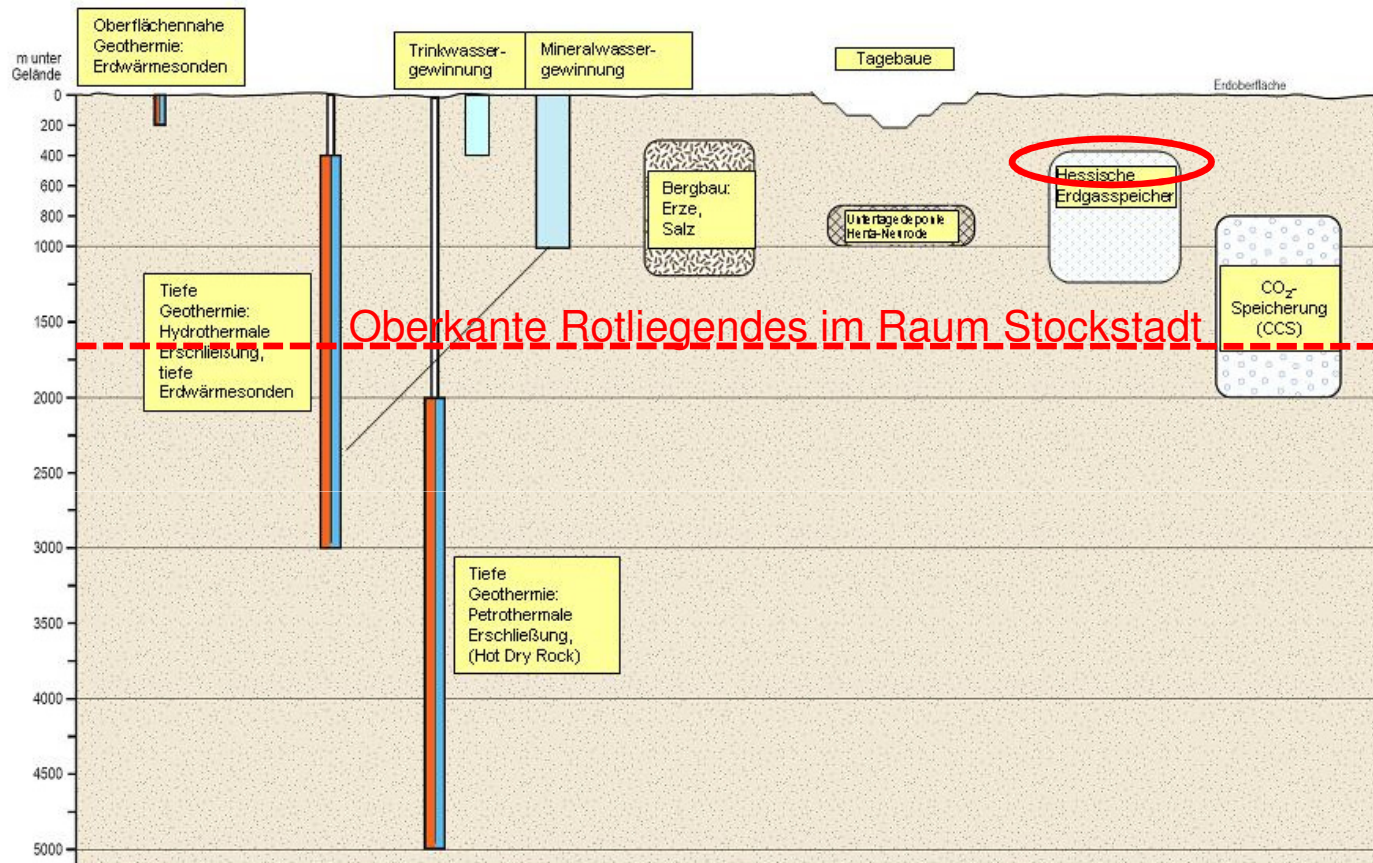 Oberflächennahe
Geothermie:
Erdwärmesonden
m unter
Gelände
Trinkwasser-
gewinnung
Mineralwasser-
gewinnung
Tagebaue
Erdoberfläche
0
200
400
600
800
1000
1500
2000
2500
3000
3500
4000
4500
5000
Bergbau:
Erze,
Salz
Untertagedeponie
Herfa-Neurode
Hessische
Erdgasspeicher
CO₂-
Speicherung
(CCS)
Tiefe
Geothermie:
Hydrothermale
Erschließung,
tiefe
Erdwärmesonden
Oberkante Rotliegendes im Raum Stockstadt
Tiefe
Geothermie:
Petrothermale
Erschließung,
(Hot Dry Rock)